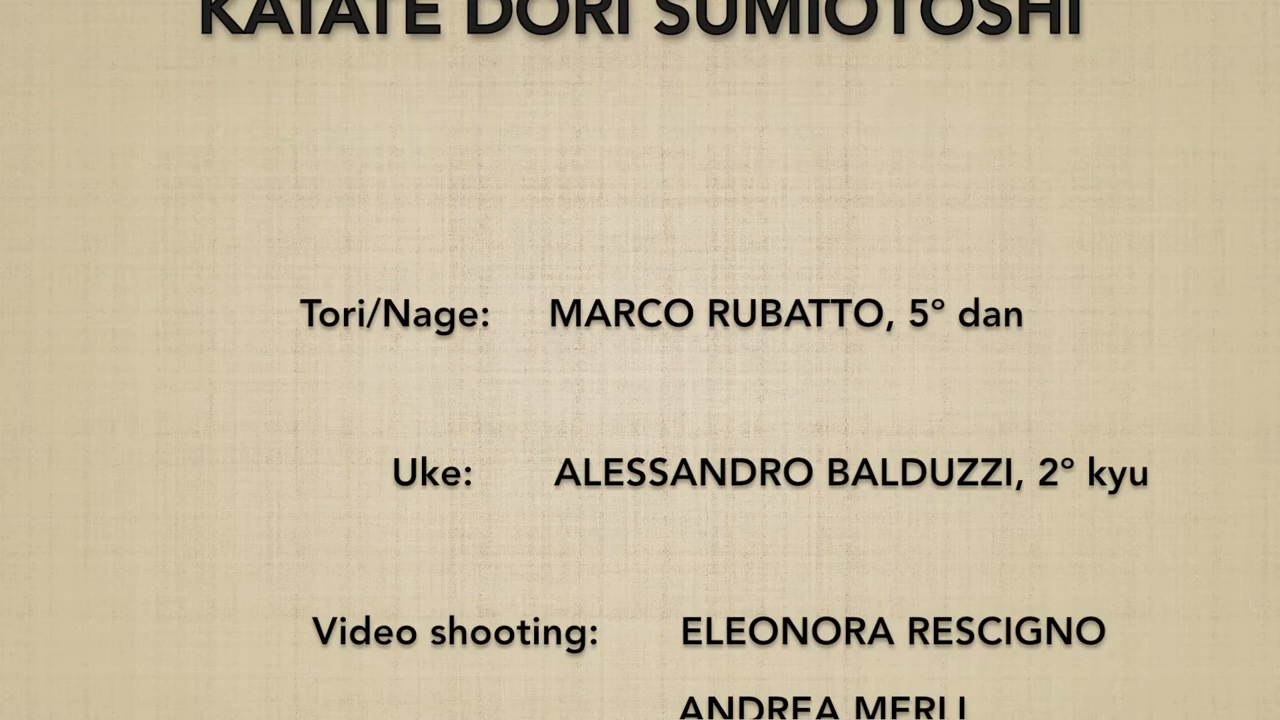 KATATE DORI SUMIOTOSHI
Tori/Nage: MARCO RUBATTO, 5° dan
Uke: ALESSANDRO BALDUZZI, 2° kyu
Video shooting: ELEONORA RESCIGNO
ANDREA MERLI